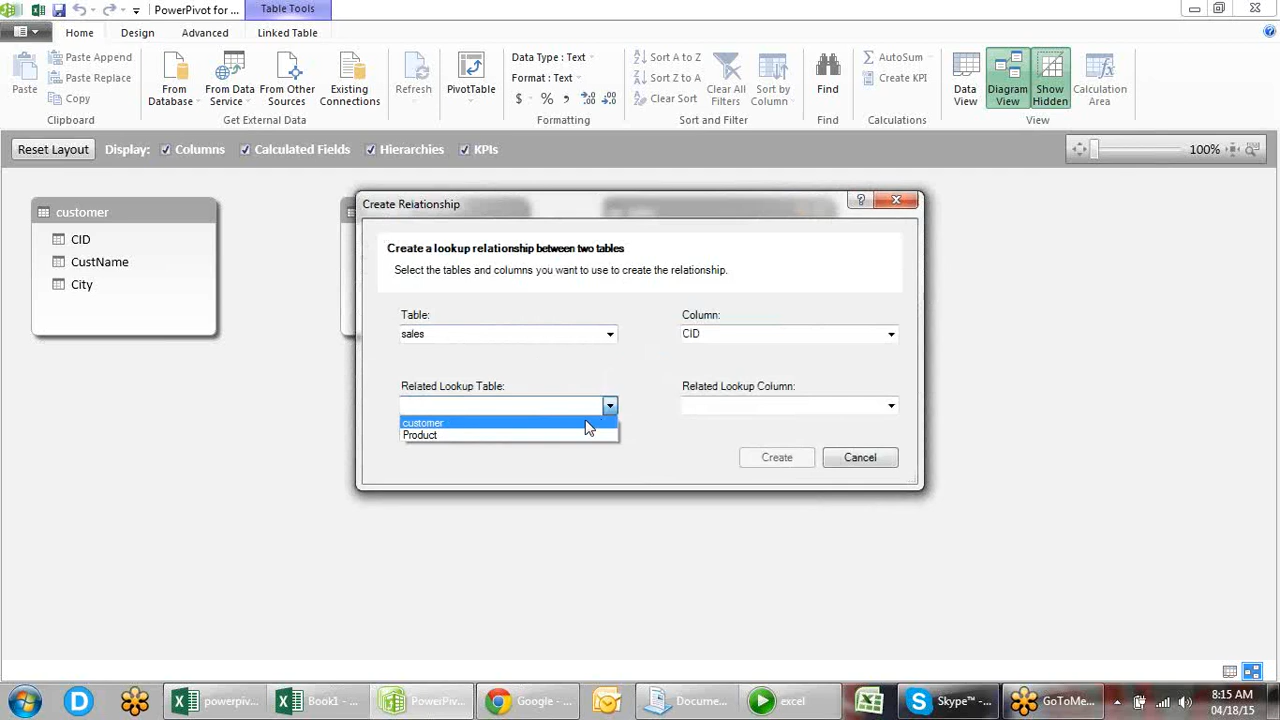 PowerPivot for ...
Table Tools
Home
Design
Advanced
Linked Table
Paste
Paste Append
Paste Replace
Copy
Clipboard
From Database
From Data Service
From Other Sources
Existing Connections
Get External Data
Refresh
PivotTable
Data Type : Text
Format : Text
$ % ,
Formatting
Sort A to Z
Sort Z to A
Clear Sort
Clear All Filters
Sort by Column
Sort and Filter
Find
Find
AutoSum
Create KPI
Calculations
Data View
Diagram View
Show Hidden
Calculation Area
View
Reset Layout
Display:
Columns
Calculated Fields
Hierarchies
KPIs
100%
customer
CID
CustName
City
Create Relationship
Create a lookup relationship between two tables
Select the tables and columns you want to use to create the relationship.
Table:
Column:
sales
CID
Related Lookup Table:
Related Lookup Column:
customer
Product
Create
Cancel
powerpiv...
Book1 - ...
PowerPiv...
Google - ...
Docume...
excel
Skype™ -...
GoToMe...
8:15 AM
04/18/15